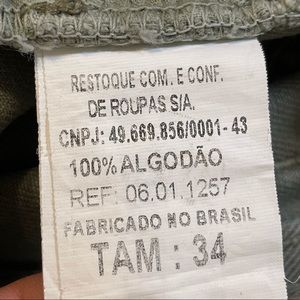 RESTOQUE COM. E CONF.
DE ROUPAS S/A.
CNPJ: 49.669.856/0001-43
100% ALGODÃO
REF: 06.01.1257
FABRICADO NO BRASIL
TAM : 34